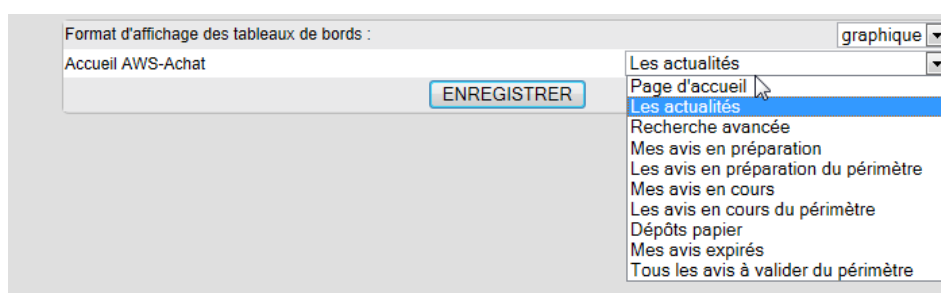 Format d'affichage des tableaux de bords : graphique
Accueil AWS-Achat Les actualités
ENREGISTRER
Page d'accueil
Les actualités
Recherche avancée
Mes avis en préparation
Les avis en préparation du périmètre
Mes avis en cours
Les avis en cours du périmètre
Dépôts papier
Mes avis expirés
Tous les avis à valider du périmètre